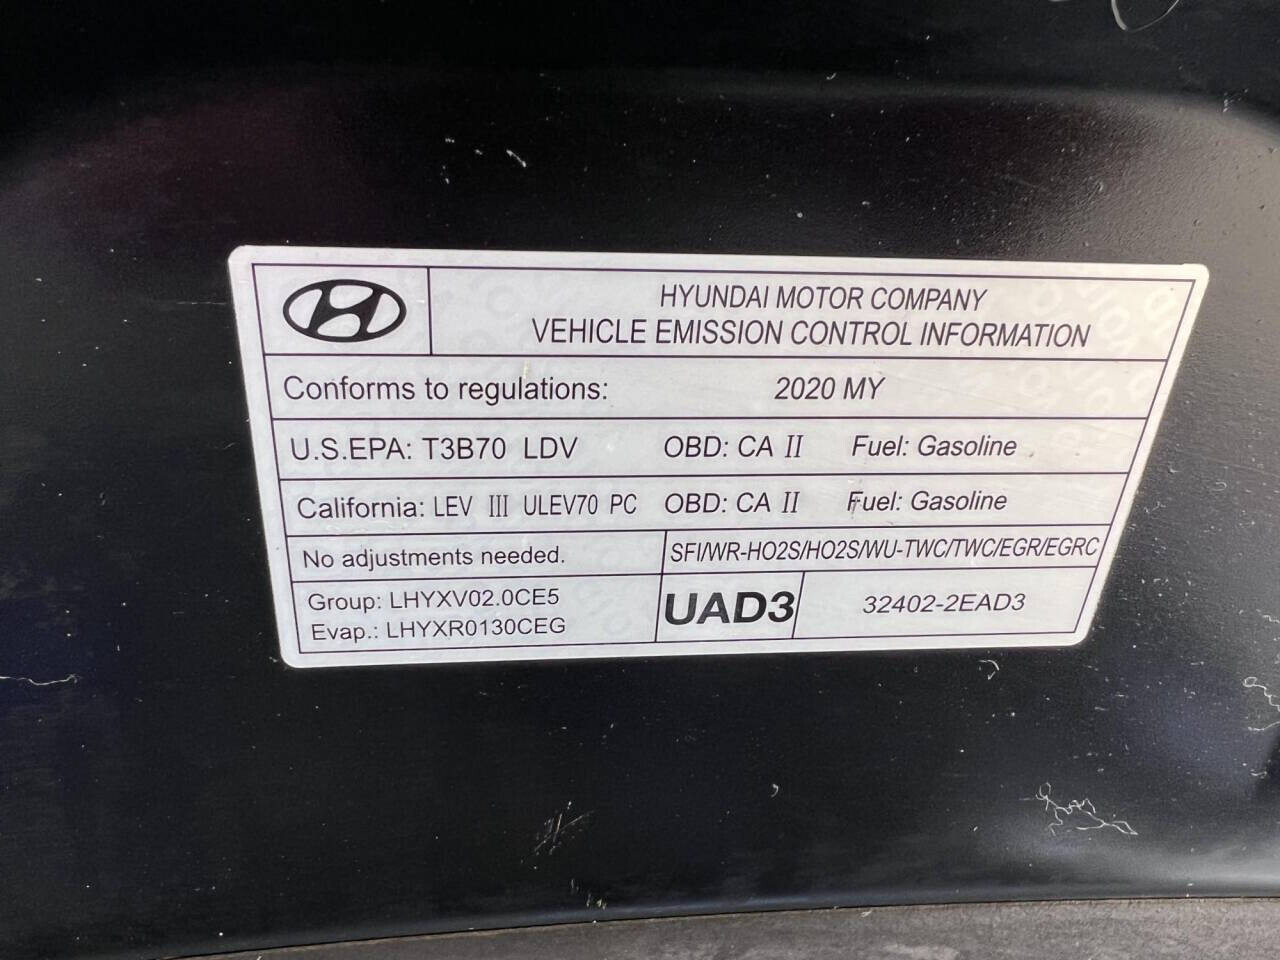 HYUNDAI MOTOR COMPANY
VEHICLE EMISSION CONTROL INFORMATION
Conforms to regulations: 2020 MY
U.S.EPA: T3B70 LDV OBD: CA II Fuel: Gasoline
California: LEV III ULEV70 PC OBD: CA II Fuel: Gasoline
No adjustments needed. SFI/WR-HO2S/HO2S/WU-TWC/TWC/EGR/EGRC
Group: LHYXV02.0CE5
Evap.: LHYXR0130CEG
UAD3 32402-2EAD3